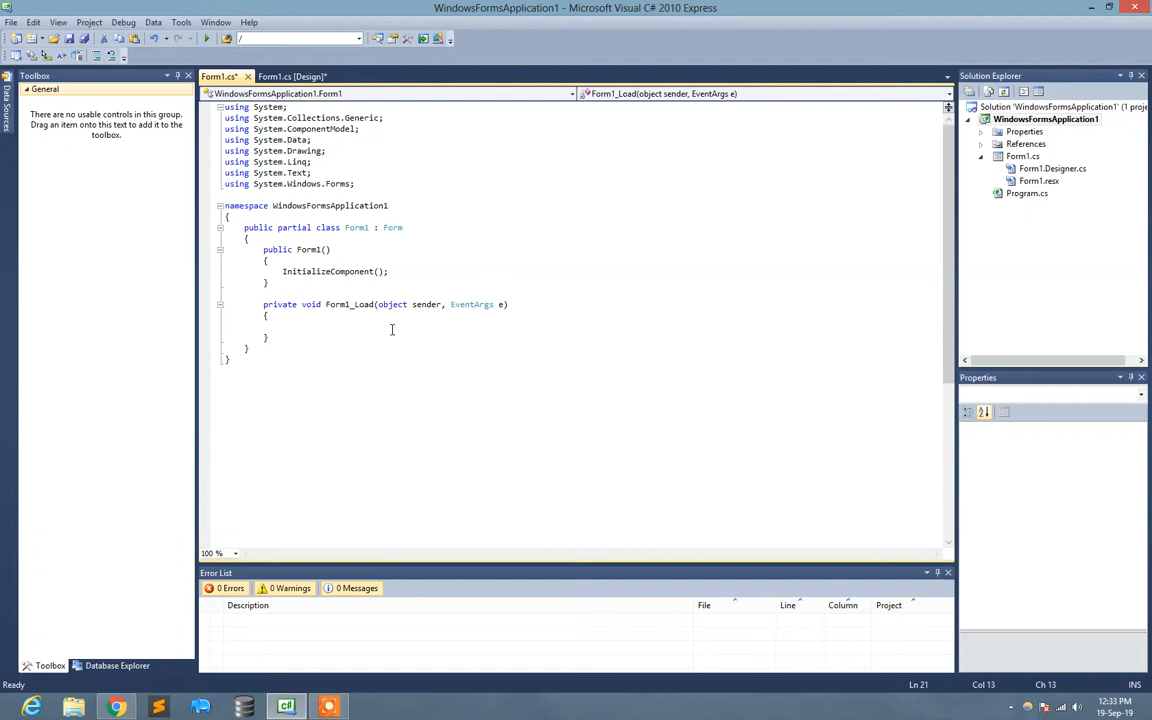 WindowsFormsApplication1 - Microsoft Visual C# 2010 Express
File Edit View Project Debug Data Tools Window Help
/
Toolbox
General
There are no usable controls in this group.
Drag an item onto this text to add it to the
toolbox.
Data Sources
Form1.cs*
Form1.cs [Design]*
WindowsFormsApplication1.Form1
Form1_Load(object sender, EventArgs e)
using System;
using System.Collections.Generic;
using System.ComponentModel;
using System.Data;
using System.Drawing;
using System.Linq;
using System.Text;
using System.Windows.Forms;
namespace WindowsFormsApplication1
{
public partial class Form1 : Form
{
public Form1()
{
InitializeComponent();
}
private void Form1_Load(object sender, EventArgs e)
{
}
}
}
100 %
Solution Explorer
Solution 'WindowsFormsApplication1' (1 proje
WindowsFormsApplication1
Properties
References
Form1.cs
Form1.Designer.cs
Form1.resx
Program.cs
Properties
Error List
0 Errors 0 Warnings 0 Messages
Description File Line Column Project
Toolbox Database Explorer
Ready Ln 21 Col 13 Ch 13 INS
12:33 PM
19-Sep-19